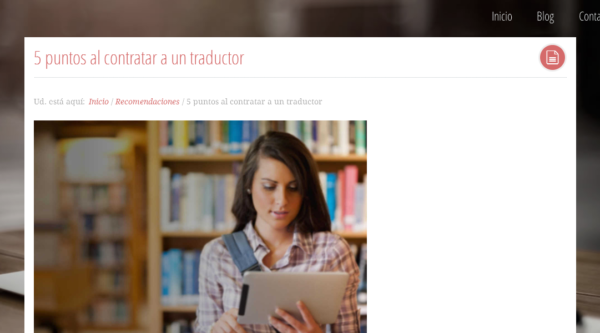 Inicio Blog
5 puntos al contratar a un traductor
Ud. está aquí: Inicio / Recomendaciones / 5 puntos al contratar a un traductor